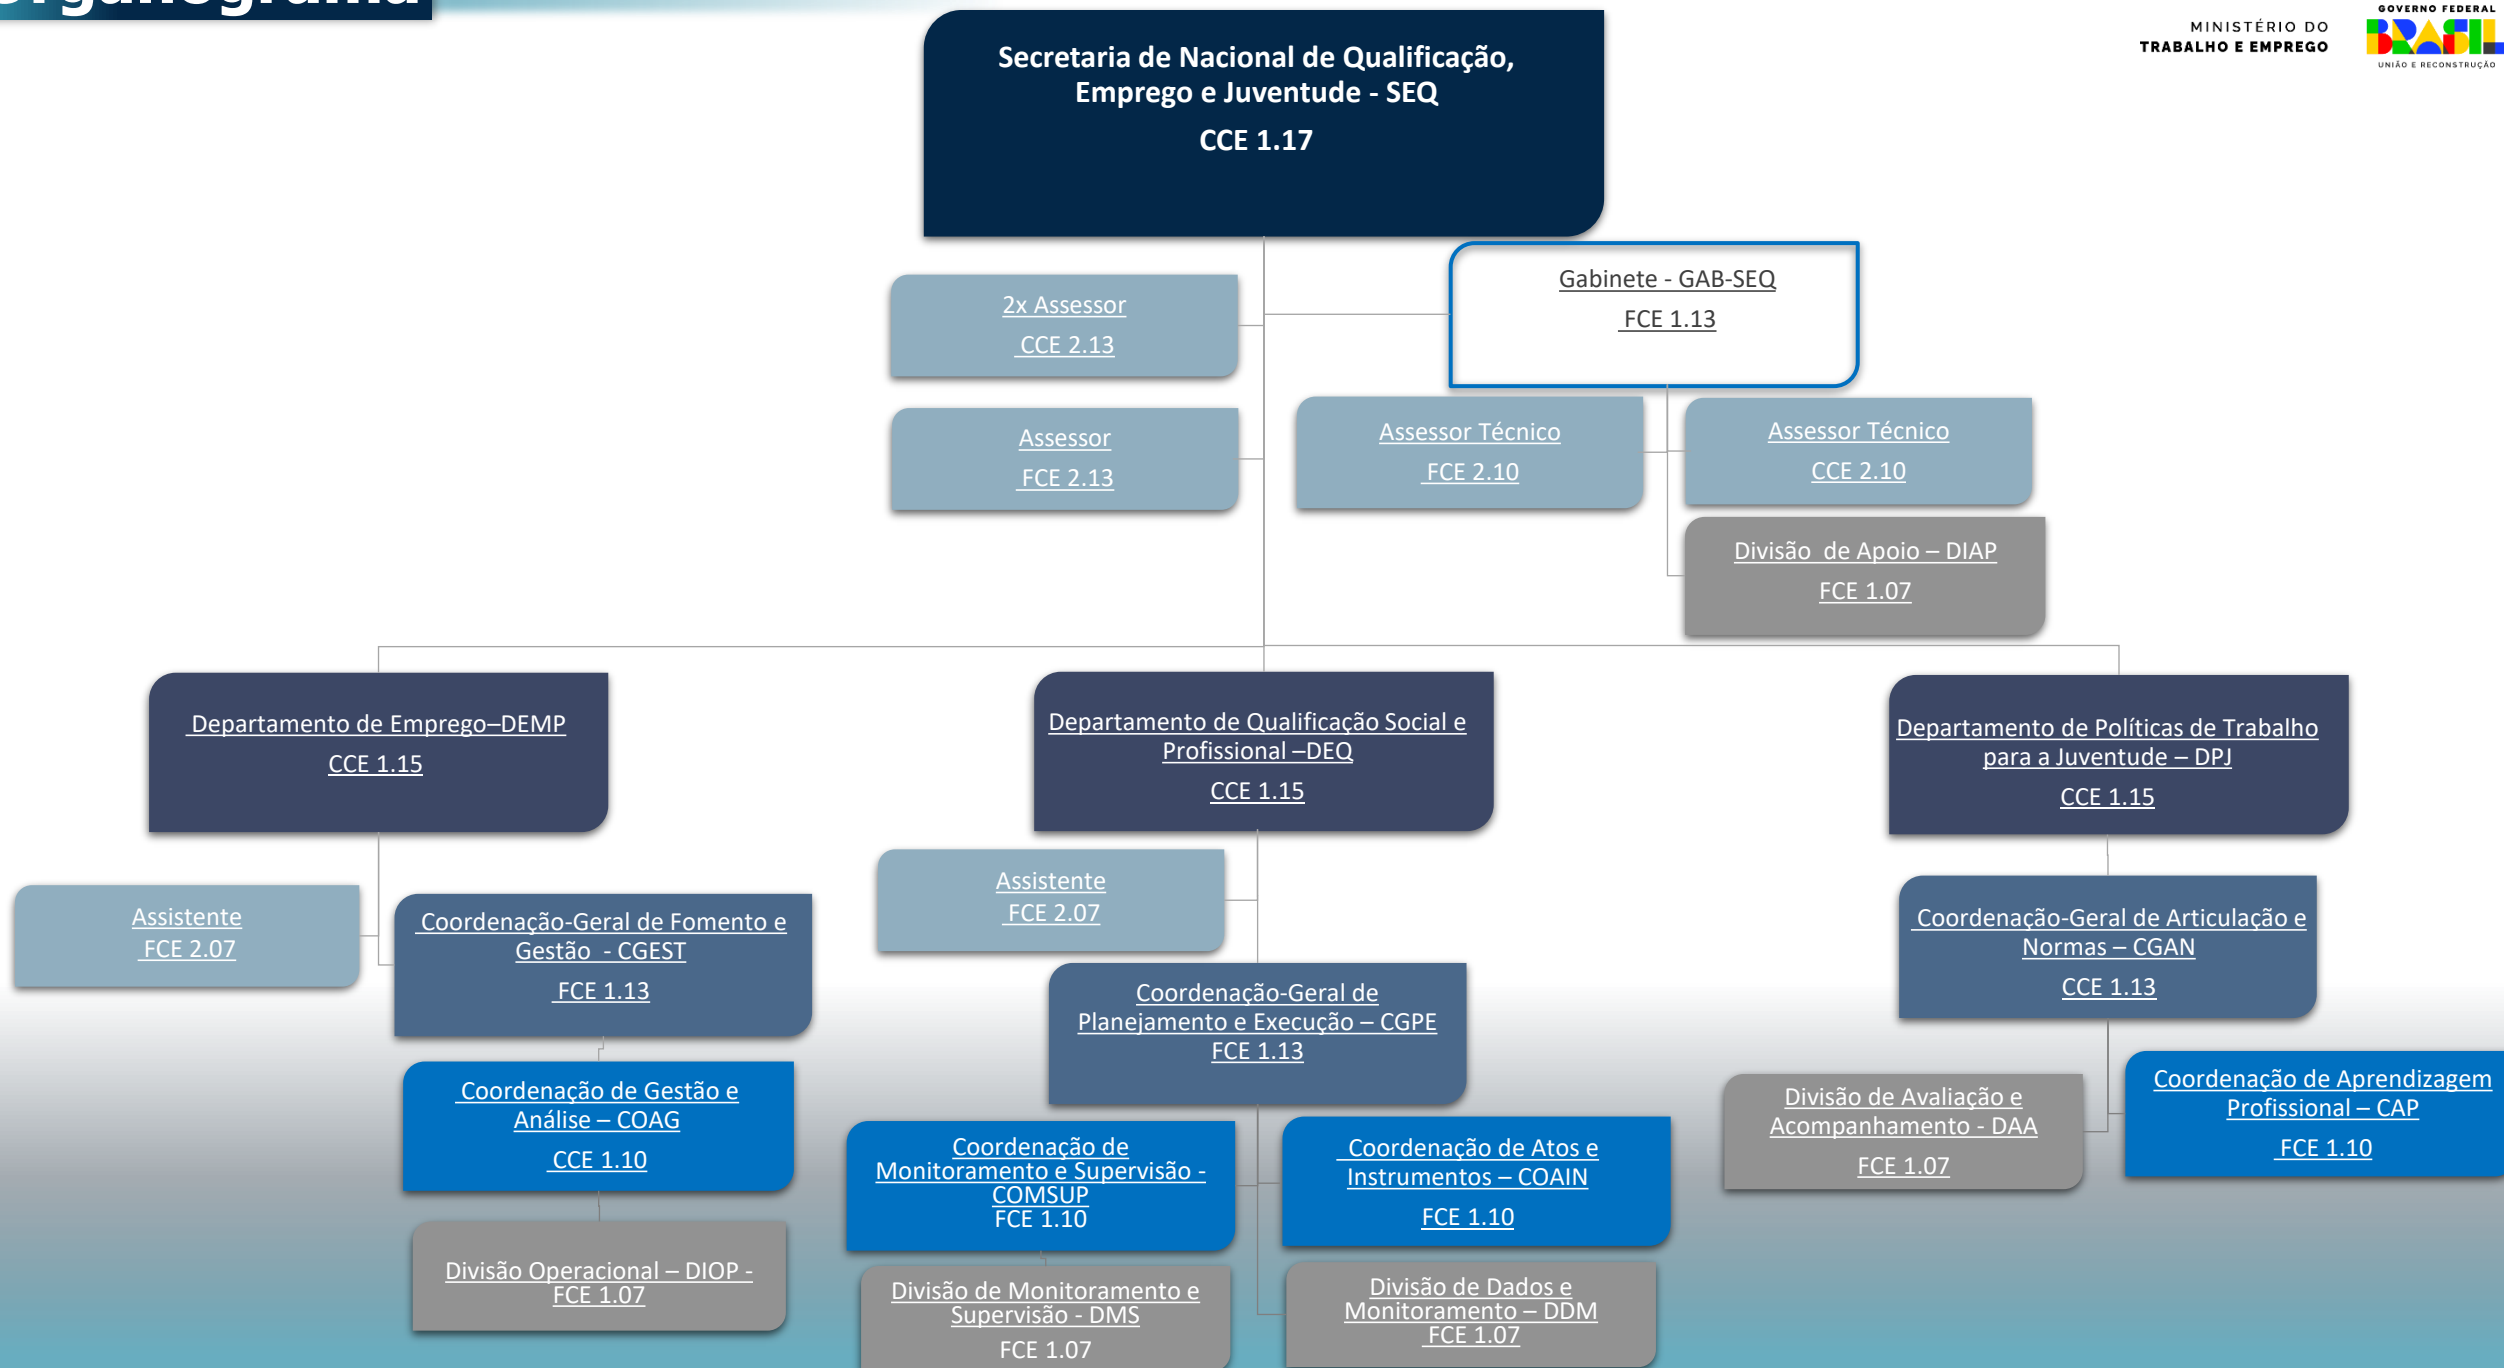 organograma
GOVERNO FEDERAL
MINISTÉRIO DO
TRABALHO E EMPREGO
BRASIL
UNIÃO E RECONSTRUÇÃO
Secretaria de Nacional de Qualificação,
Emprego e Juventude - SEQ
CCE 1.17
2x Assessor
CCE 2.13
Gabinete - GAB-SEQ
FCE 1.13
Assessor
FCE 2.13
Assessor Técnico
FCE 2.10
Assessor Técnico
CCE 2.10
Divisão de Apoio – DIAP
FCE 1.07
Departamento de Emprego–DEMP
CCE 1.15
Departamento de Qualificação Social e
Profissional –DEQ
CCE 1.15
Departamento de Políticas de Trabalho
para a Juventude – DPJ
CCE 1.15
Assistente
FCE 2.07
Coordenação-Geral de Fomento e
Gestão - CGEST
FCE 1.13
Coordenação de Gestão e
Análise – COAG
CCE 1.10
Divisão Operacional – DIOP -
FCE 1.07
Assistente
FCE 2.07
Coordenação-Geral de
Planejamento e Execução – CGPE
FCE 1.13
Coordenação de
Monitoramento e Supervisão -
COMSUP
FCE 1.10
Coordenação de Atos e
Instrumentos – COAIN
FCE 1.10
Divisão de Monitoramento e
Supervisão - DMS
FCE 1.07
Divisão de Dados e
Monitoramento – DDM
FCE 1.07
Coordenação-Geral de Articulação e
Normas – CGAN
CCE 1.13
Divisão de Avaliação e
Acompanhamento - DAA
FCE 1.07
Coordenação de Aprendizagem
Profissional – CAP
FCE 1.10